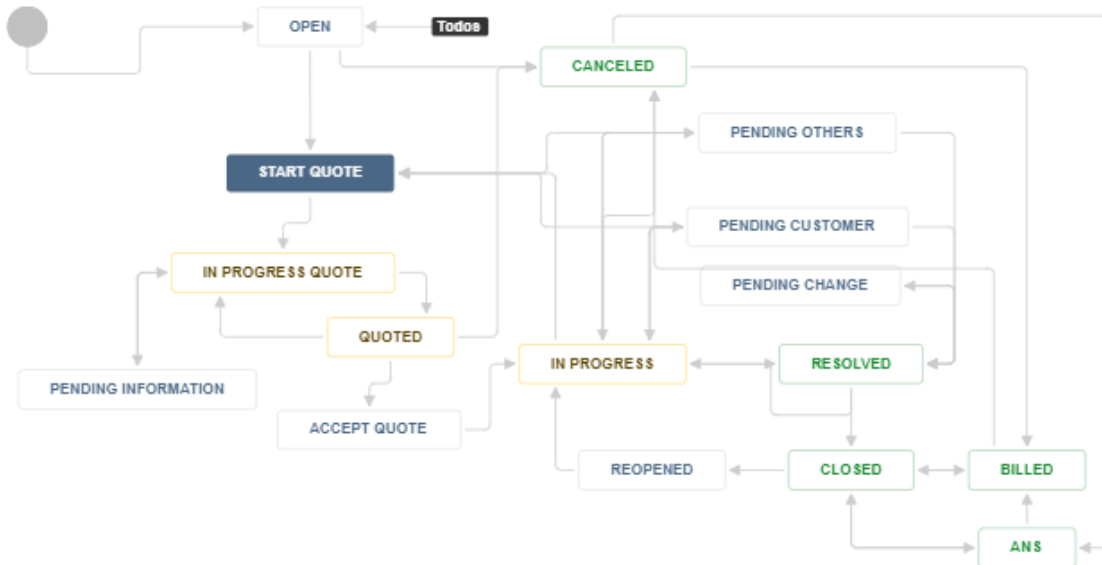 OPEN
Todos
CANCELED
PENDING OTHERS
START QUOTE
PENDING CUSTOMER
IN PROGRESS QUOTE
PENDING CHANGE
QUOTED
IN PROGRESS
RESOLVED
PENDING INFORMATION
ACCEPT QUOTE
REOPENED
CLOSED
BILLED
ANS